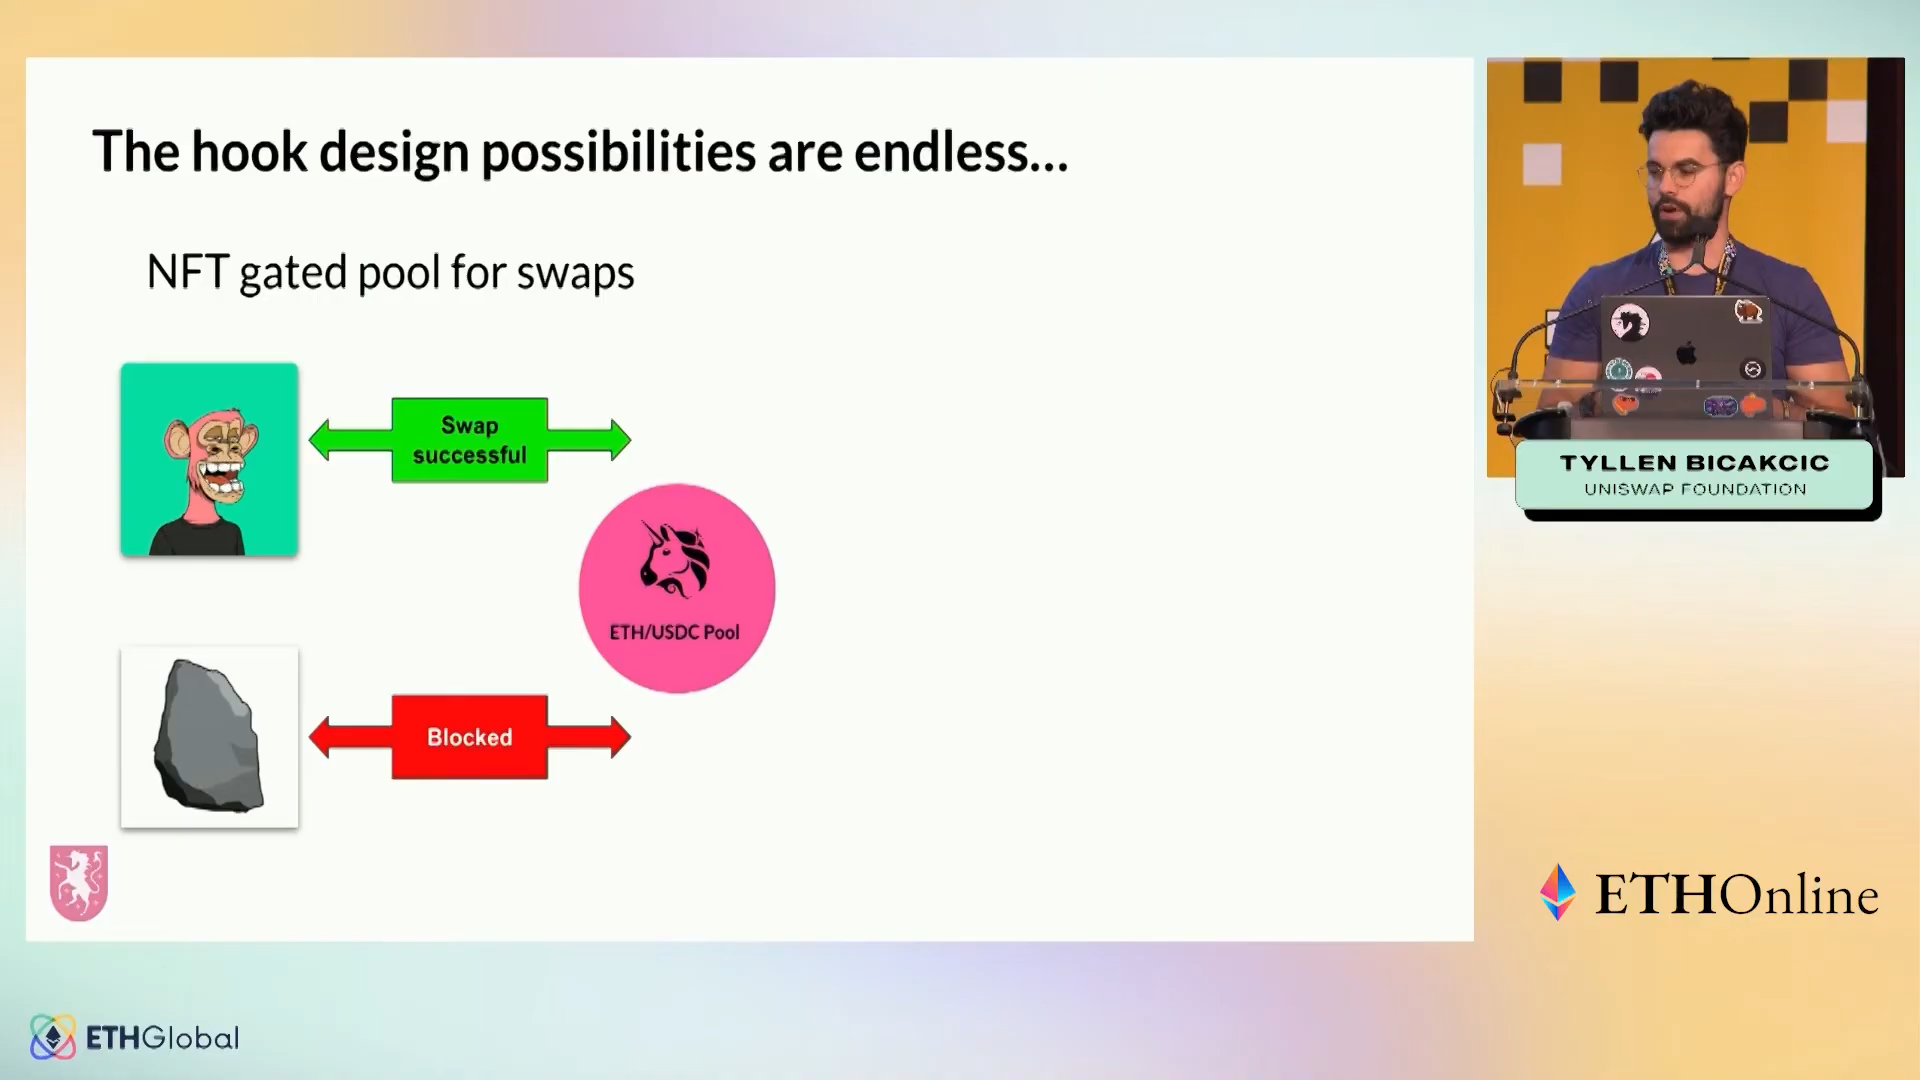 The hook design possibilities are endless...
NFT gated pool for swaps
Swap
successful
ETH/USDC Pool
Blocked
TYLLEN BICAKCIC
UNISWAP FOUNDATION
ETHOnline
ETHGlobal